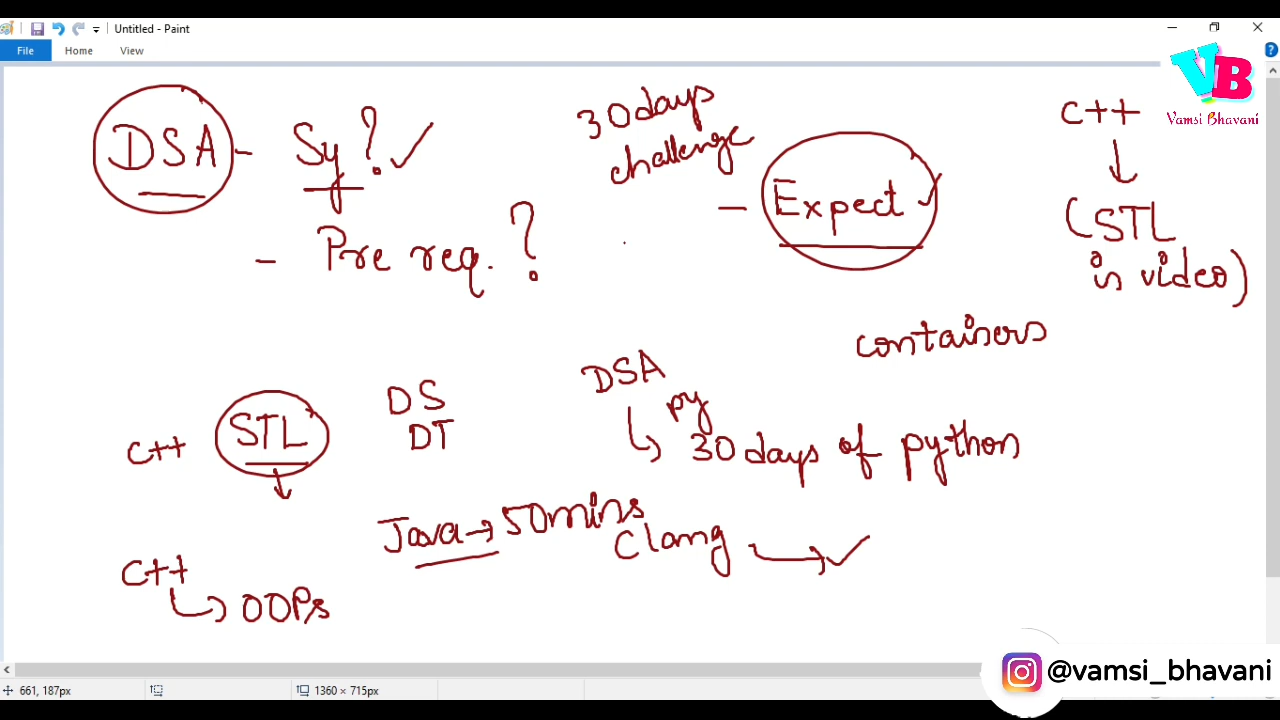 Untitled - Paint
File Home View
VB
Vamsi Bhavani
DSA - Sy? ✓
- Pre req. ?
30 days
challenge
- Expect ✓
C++
(STL
in video)
containers
C++ STL
DS
DT
DSA
py
30 days of python
Java → 50mins
Clang → ✓
C++
OOPs
@vamsi_bhavani
661, 187px
1360 × 715px